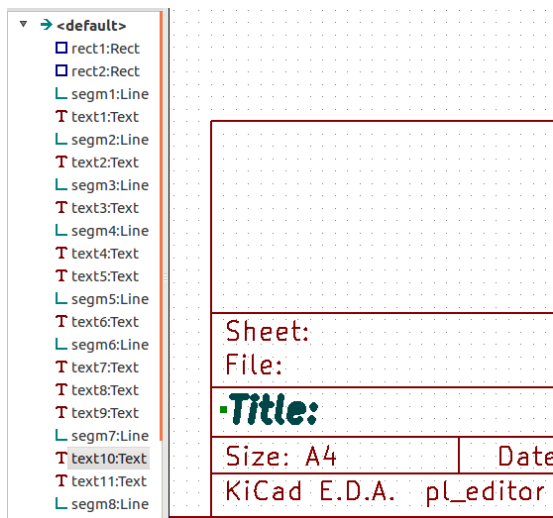 <default>
rect1:Rect
rect2:Rect
segm1:Line
text1:Text
segm2:Line
text2:Text
segm3:Line
text3:Text
segm4:Line
text4:Text
text5:Text
segm5:Line
text6:Text
segm6:Line
text7:Text
text8:Text
text9:Text
segm7:Line
text10:Text
text11:Text
segm8:Line
Sheet:
File:
Title:
Size: A4 Date
KiCad E.D.A. pl_editor